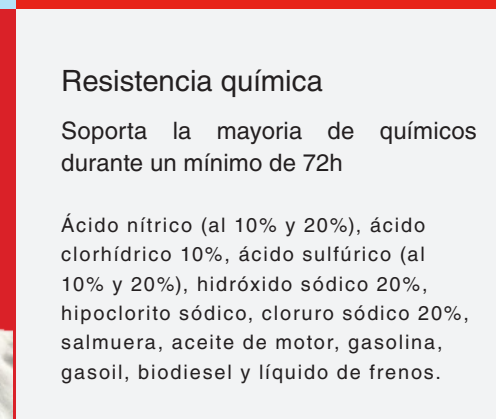 Resistencia química
Soporta la mayoria de químicos
durante un mínimo de 72h
Ácido nítrico (al 10% y 20%), ácido
clorhídrico 10%, ácido sulfúrico (al
10% y 20%), hidróxido sódico 20%,
hipoclorito sódico, cloruro sódico 20%,
salmuera, aceite de motor, gasolina,
gasoil, biodiesel y líquido de frenos.